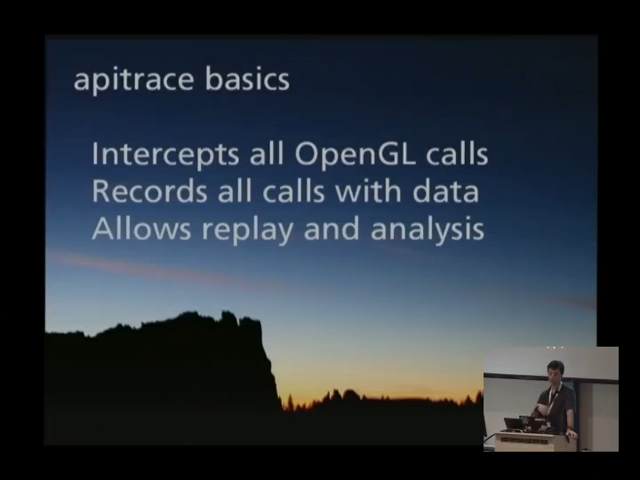 apitrace basics
Intercepts all OpenGL calls
Records all calls with data
Allows replay and analysis